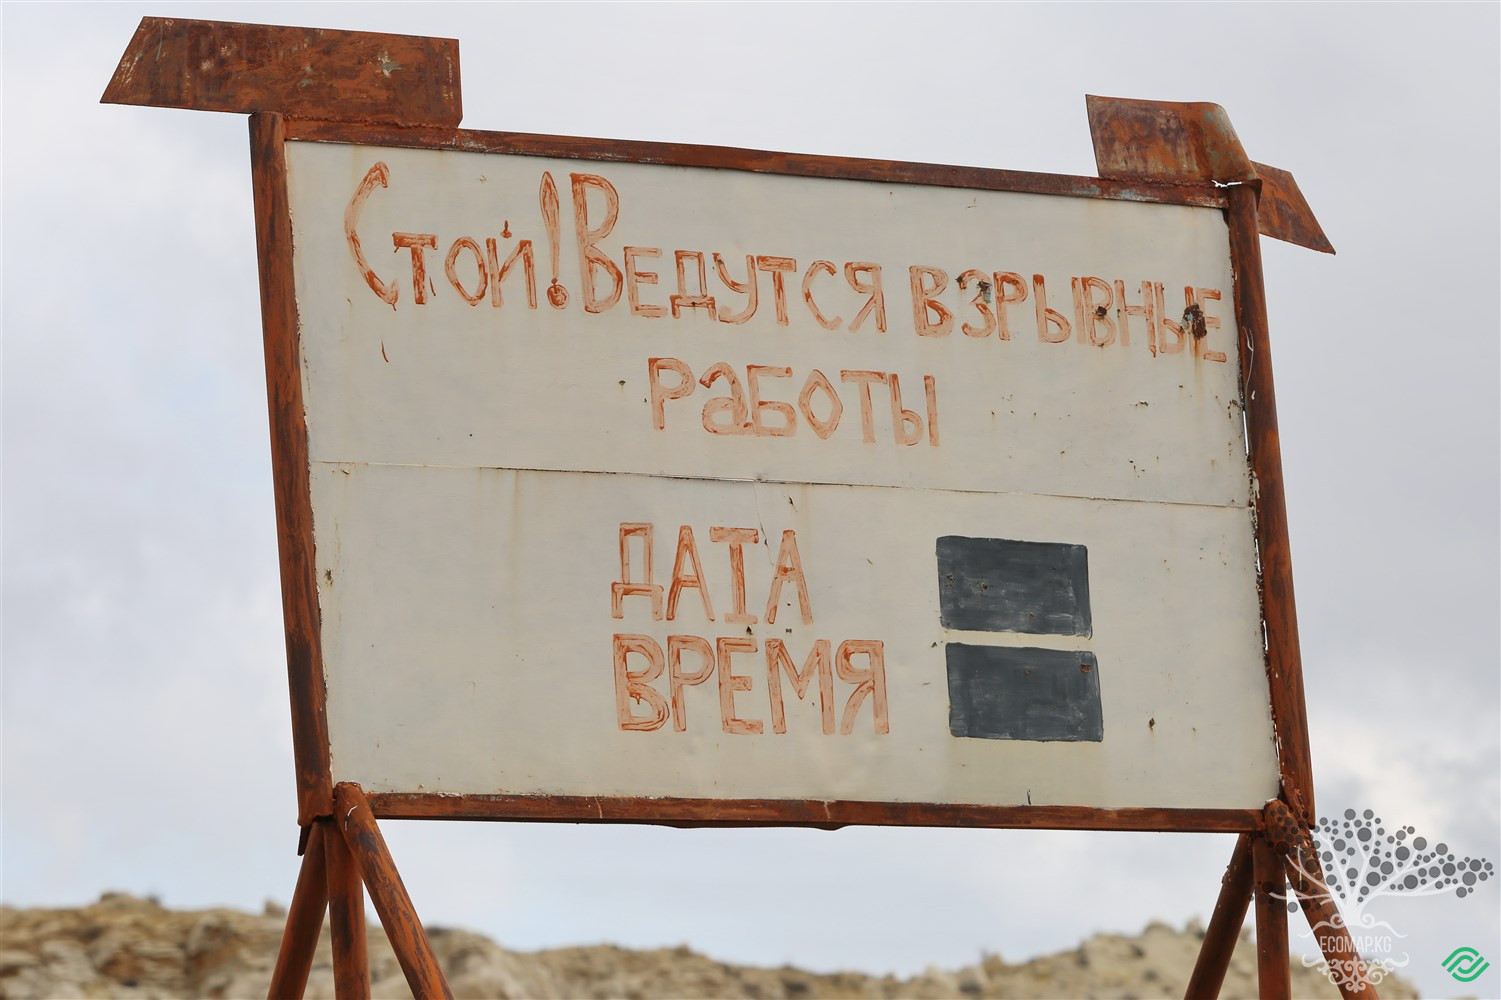 Стой! Ведутся взрывные
работы
ДАТА
ВРЕМЯ
ECOMAP.KG